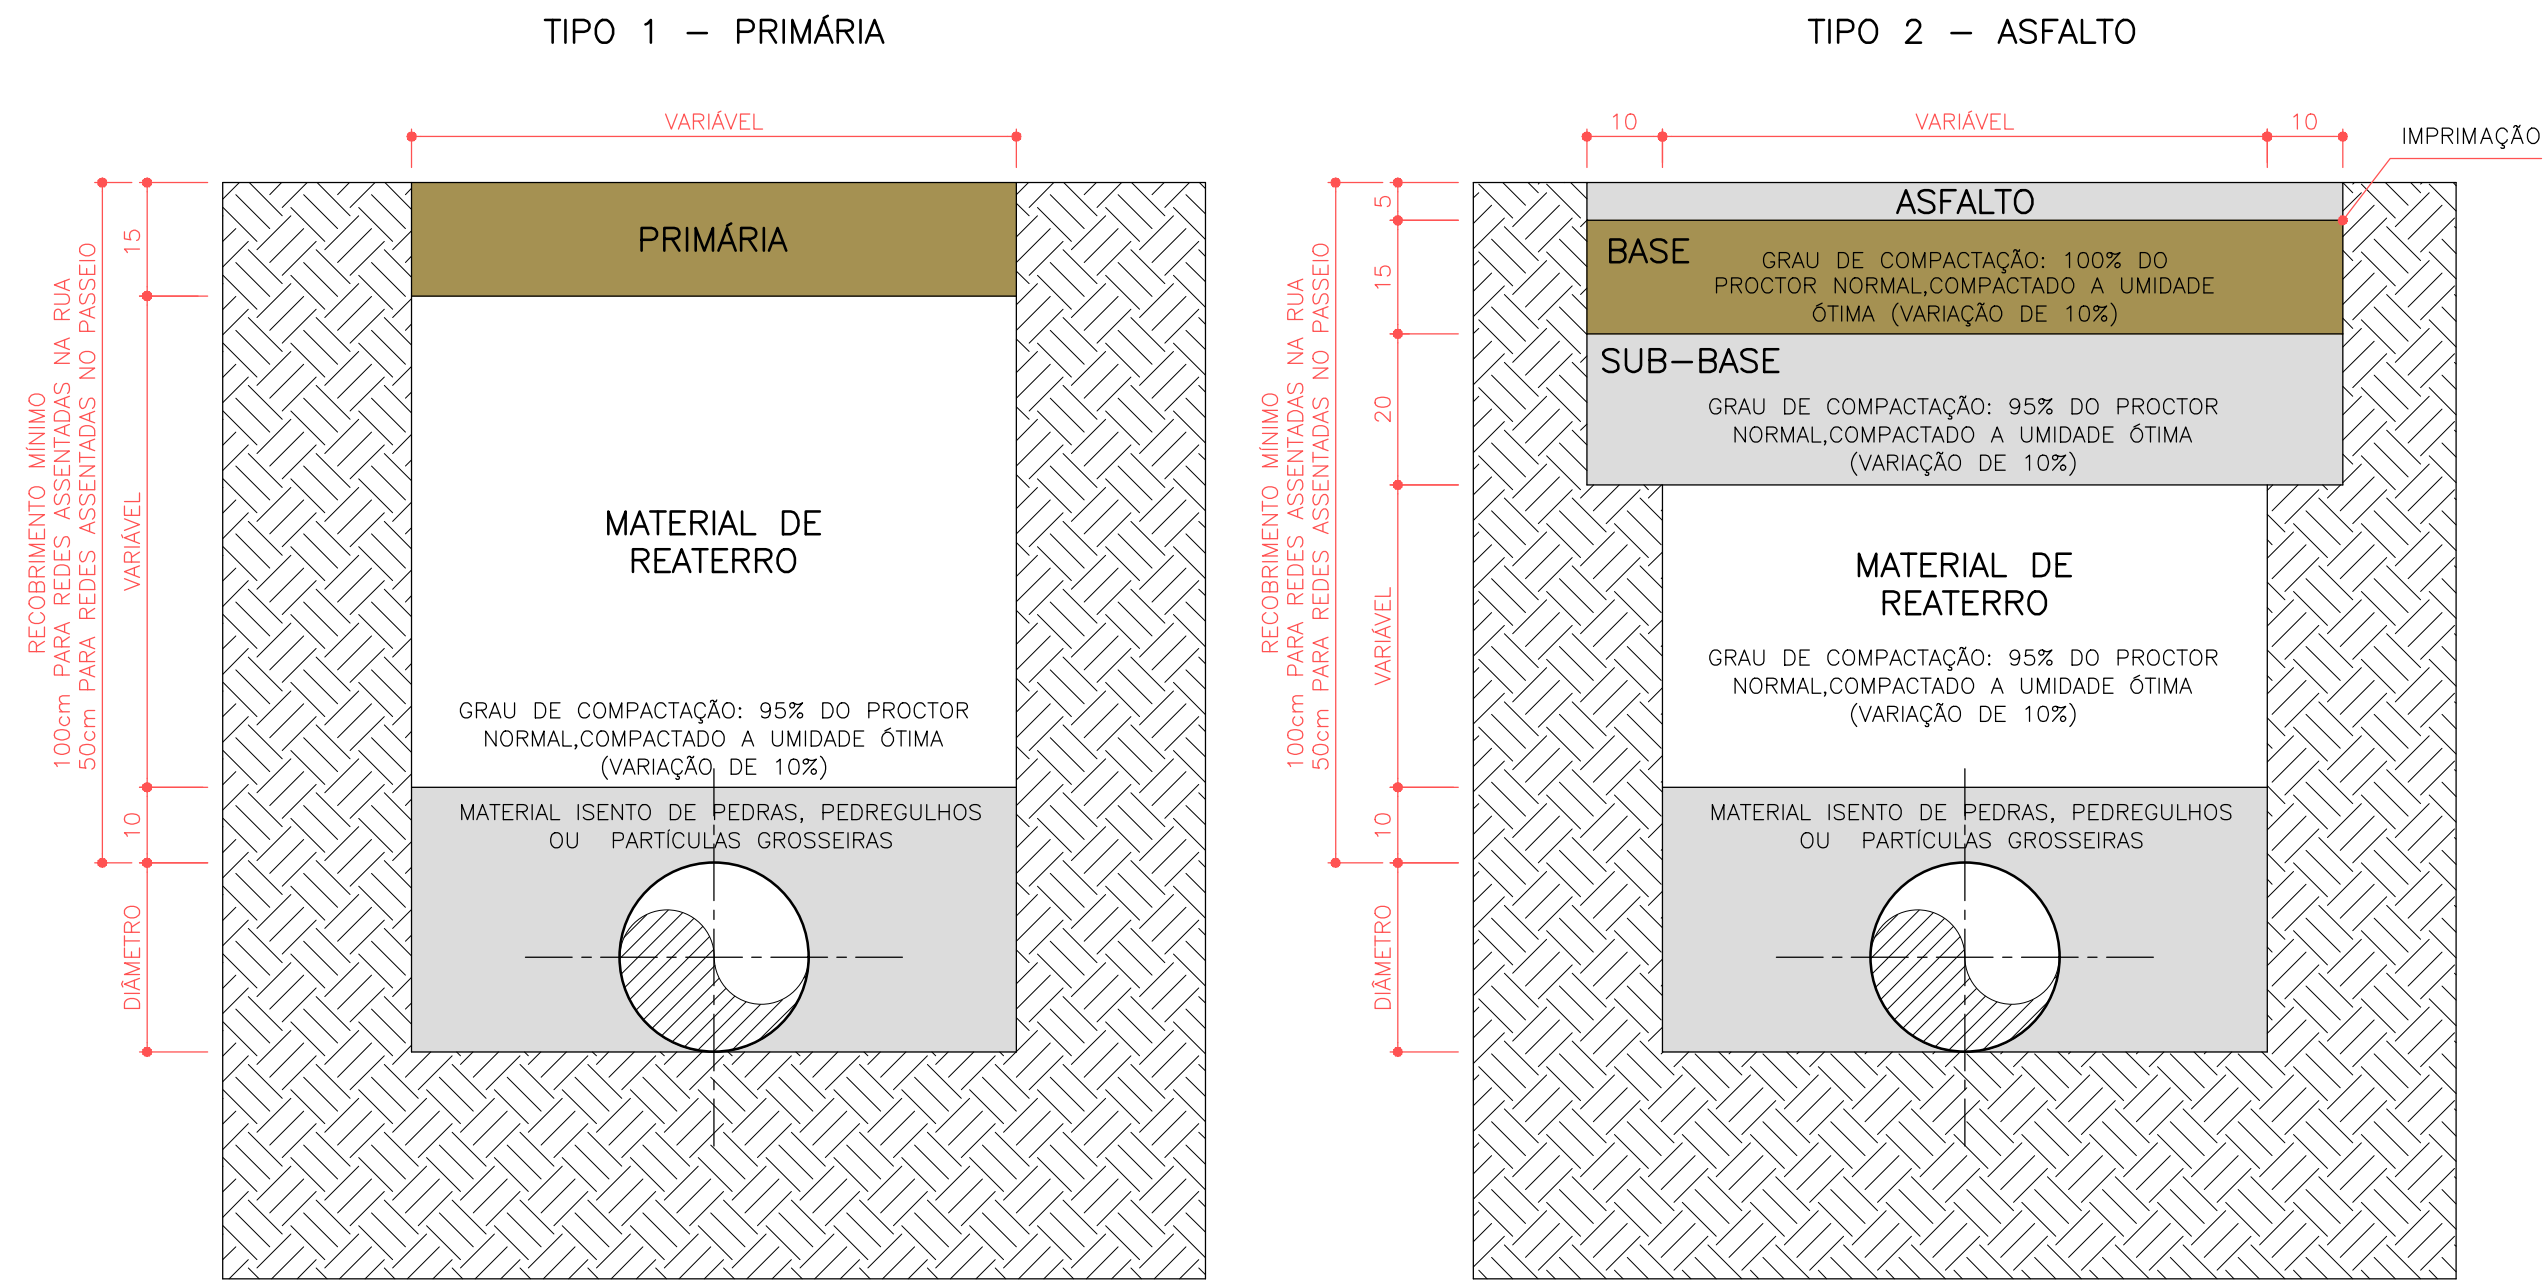 TIPO 1 - PRIMÁRIA
VARIÁVEL
RECOBRIMENTO MÍNIMO
100cm PARA REDES ASSENTADAS NA RUA
50cm PARA REDES ASSENTADAS NO PASSEIO
15
VARIÁVEL
10
DIÂMETRO
PRIMÁRIA
MATERIAL DE
REATERRO
GRAU DE COMPACTAÇÃO: 95% DO PROCTOR
NORMAL,COMPACTADO A UMIDADE ÓTIMA
(VARIAÇÃO DE 10%)
MATERIAL ISENTO DE PEDRAS, PEDREGULHOS
OU PARTÍCULAS GROSSEIRAS
TIPO 2 - ASFALTO
10
VARIÁVEL
10
IMPRIMAÇÃO
RECOBRIMENTO MÍNIMO
100cm PARA REDES ASSENTADAS NA RUA
50cm PARA REDES ASSENTADAS NO PASSEIO
5
15
20
VARIÁVEL
10
DIÂMETRO
ASFALTO
BASE
GRAU DE COMPACTAÇÃO: 100% DO
PROCTOR NORMAL,COMPACTADO A UMIDADE
ÓTIMA (VARIAÇÃO DE 10%)
SUB-BASE
GRAU DE COMPACTAÇÃO: 95% DO PROCTOR
NORMAL,COMPACTADO A UMIDADE ÓTIMA
(VARIAÇÃO DE 10%)
MATERIAL DE
REATERRO
GRAU DE COMPACTAÇÃO: 95% DO PROCTOR
NORMAL,COMPACTADO A UMIDADE ÓTIMA
(VARIAÇÃO DE 10%)
MATERIAL ISENTO DE PEDRAS, PEDREGULHOS
OU PARTÍCULAS GROSSEIRAS